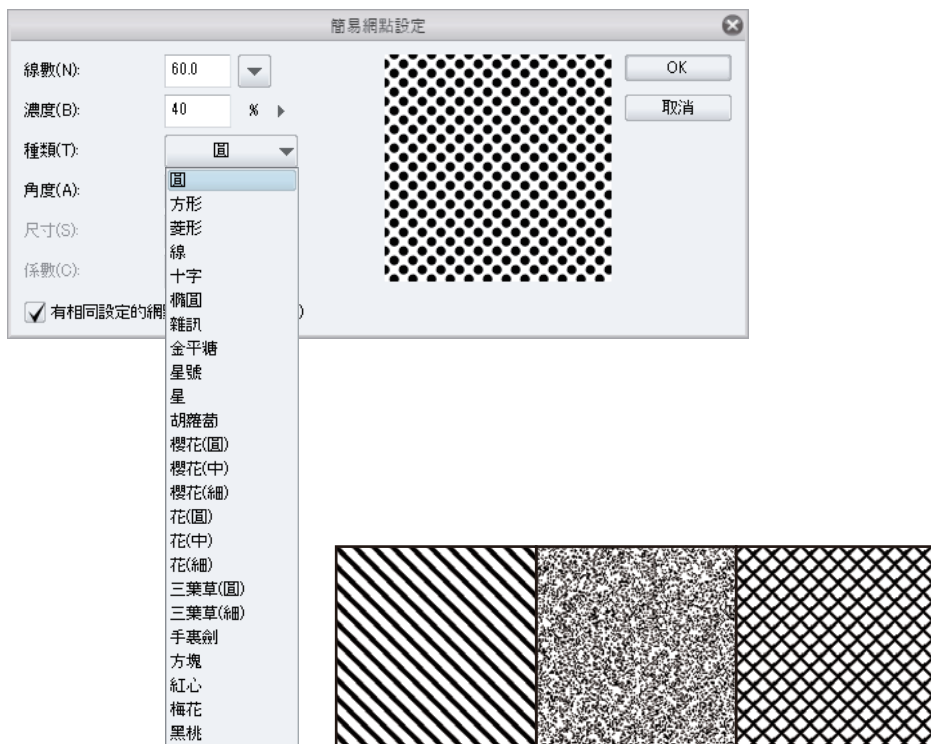 簡易網點設定
線數(N): 60.0
OK
濃度(B): 40 %
取消
種類(T): 圓
角度(A):
尺寸(S):
係數(C):
有相同設定的網
)
圓
方形
菱形
線
十字
橢圓
雜訊
金平糖
星號
星
胡蘿蔔
櫻花(圓)
櫻花(中)
櫻花(細)
花(圓)
花(中)
花(細)
三葉草(圓)
三葉草(細)
手裏劍
方塊
紅心
梅花
黑桃